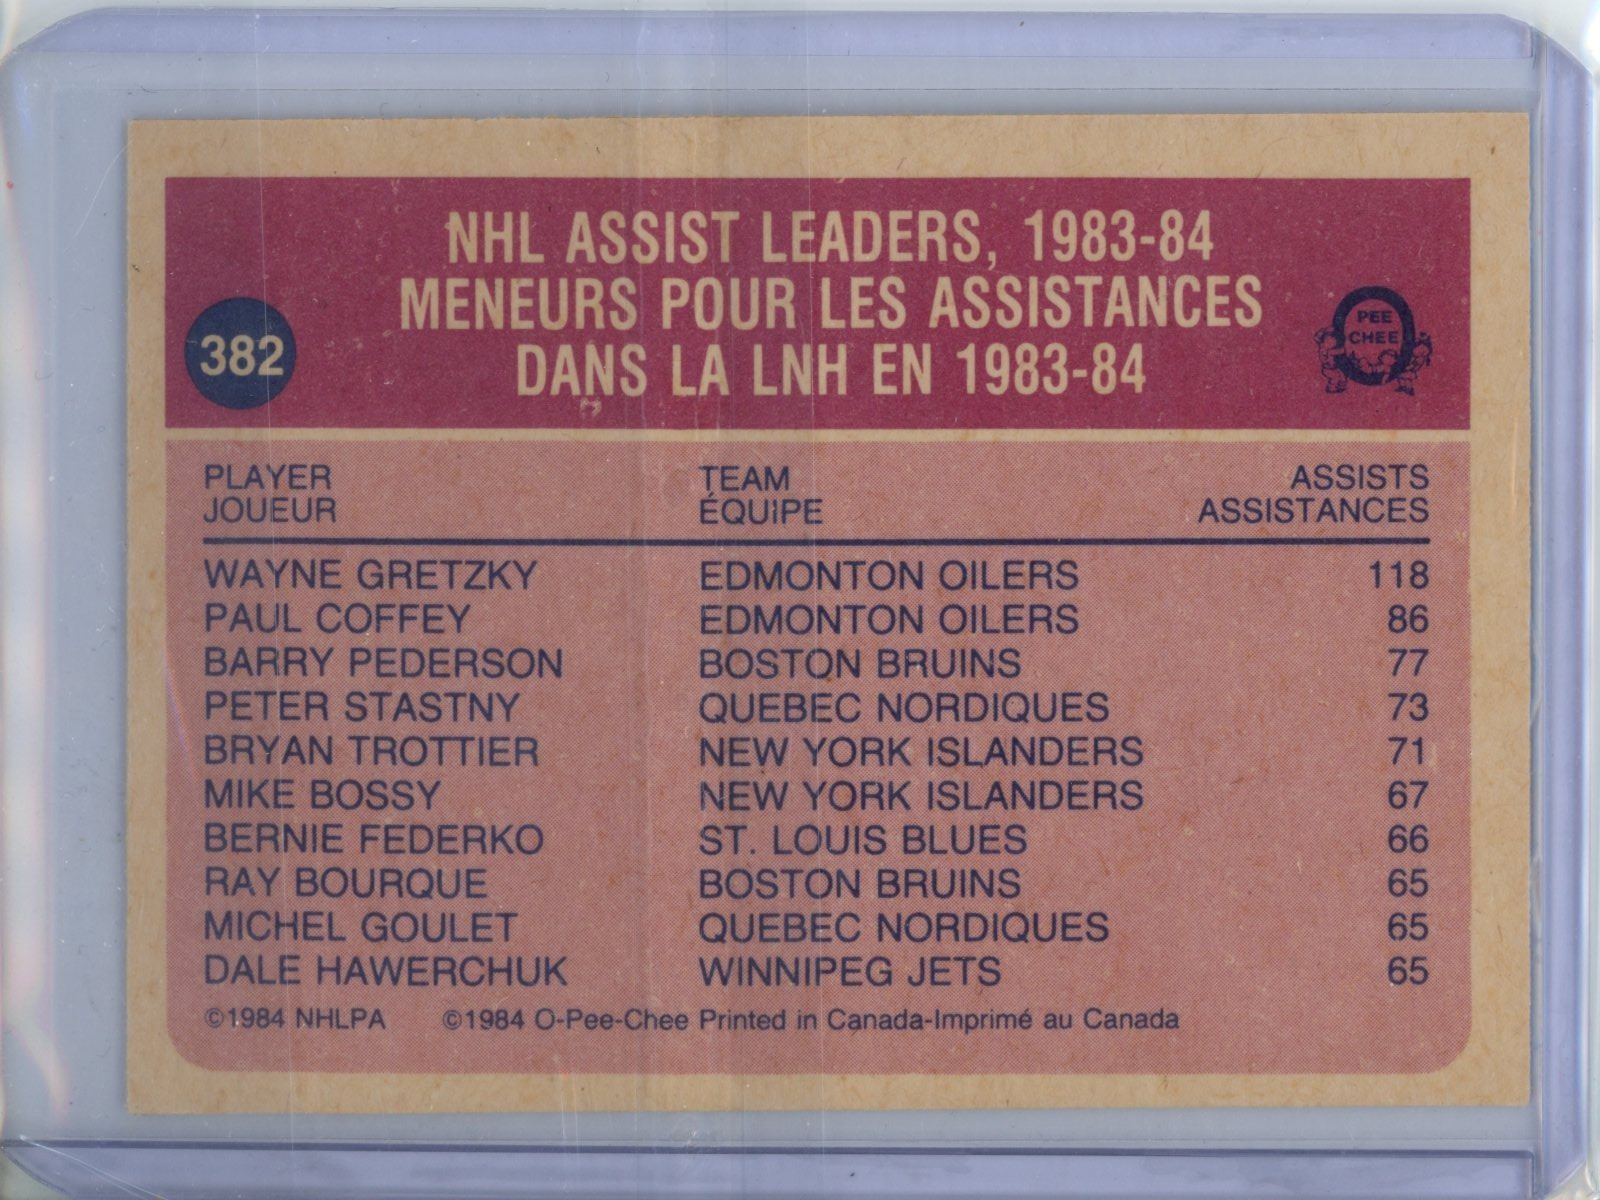 NHL ASSIST LEADERS, 1983-84
MENEURS POUR LES ASSISTANCES
DANS LA LNH EN 1983-84
382
O
PEE
CHEE
PLAYER TEAM ASSISTS
JOUEUR ÉQUIPE ASSISTANCES
WAYNE GRETZKY EDMONTON OILERS 118
PAUL COFFEY EDMONTON OILERS 86
BARRY PEDERSON BOSTON BRUINS 77
PETER STASTNY QUEBEC NORDIQUES 73
BRYAN TROTTIER NEW YORK ISLANDERS 71
MIKE BOSSY NEW YORK ISLANDERS 67
BERNIE FEDERKO ST. LOUIS BLUES 66
RAY BOURQUE BOSTON BRUINS 65
MICHEL GOULET QUEBEC NORDIQUES 65
DALE HAWERCHUK WINNIPEG JETS 65
©1984 NHLPA ©1984 O-Pee-Chee Printed in Canada-Imprimé au Canada